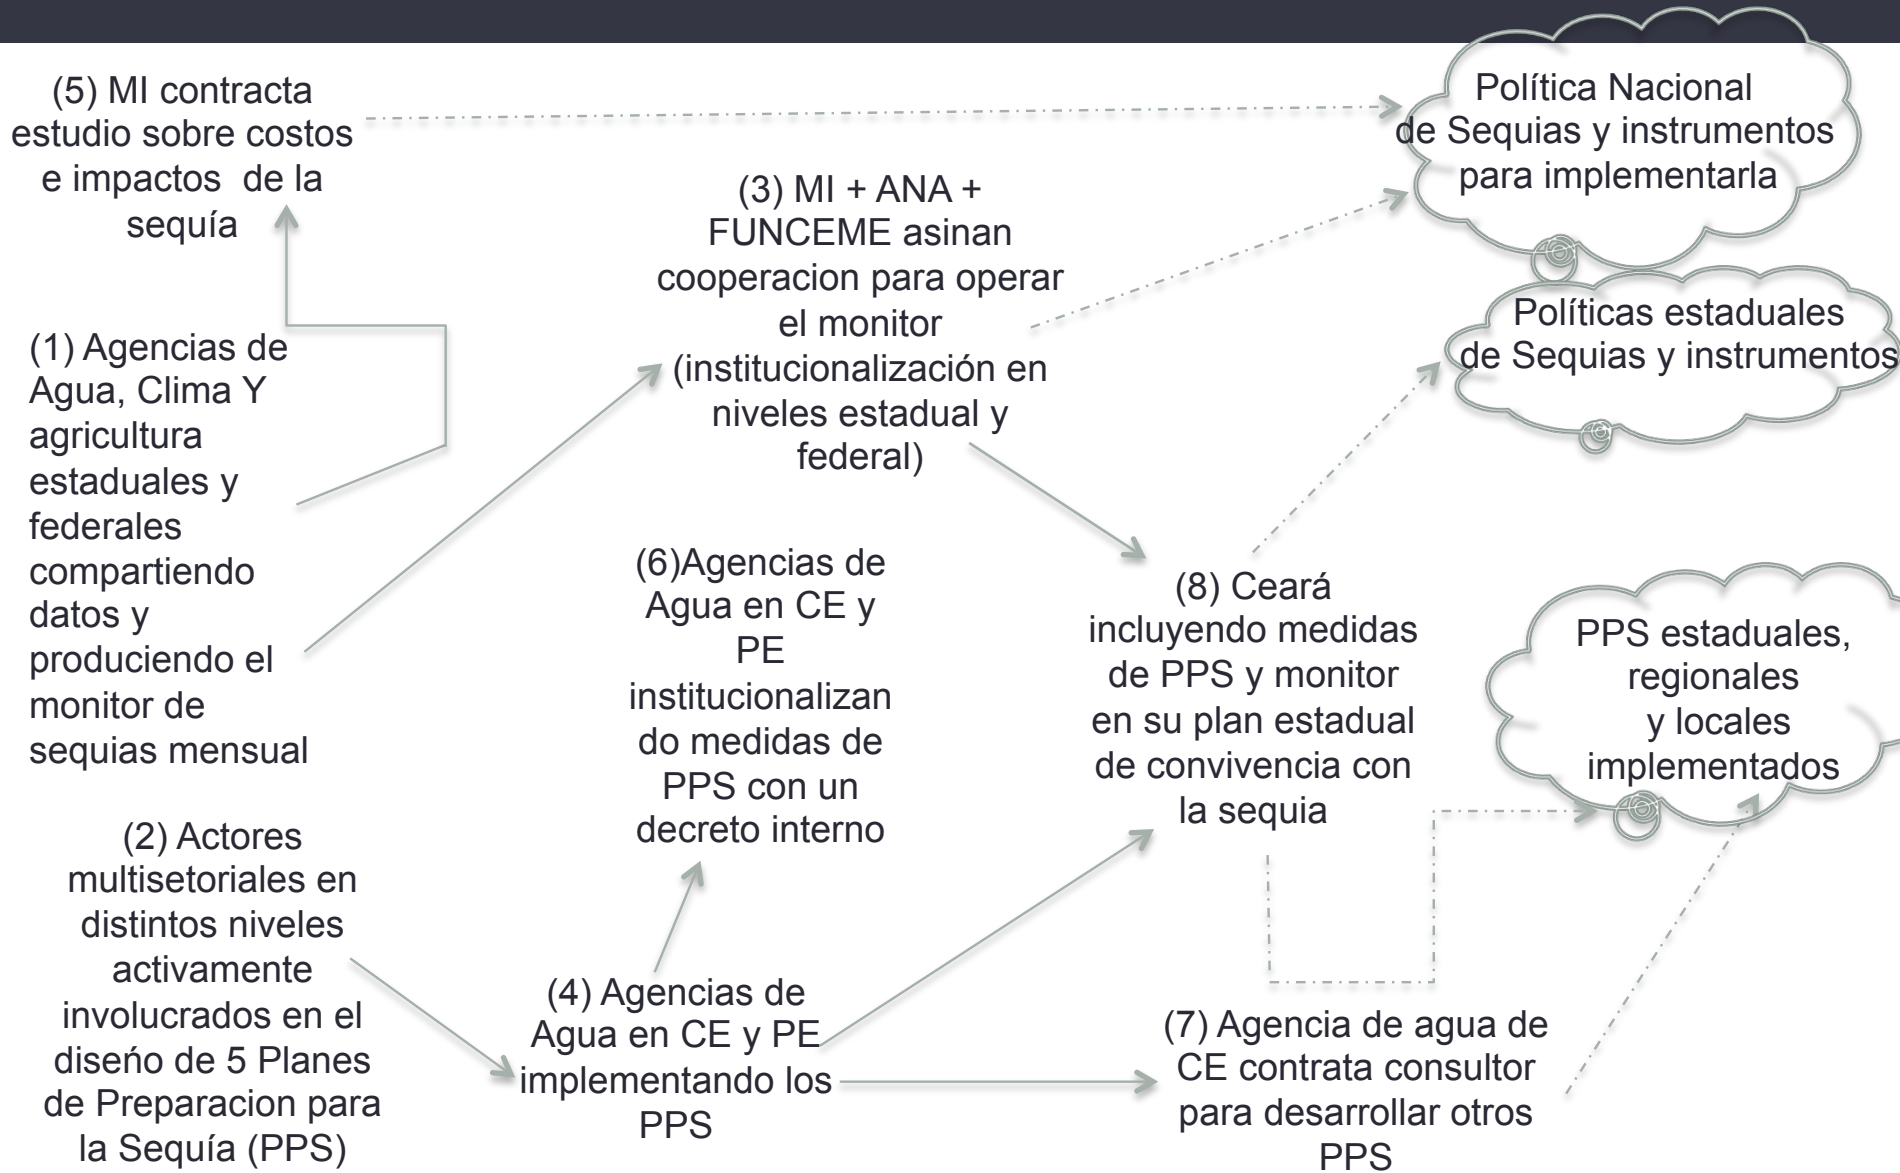 (5) MI contracta
estudio sobre costos
e impactos de la
sequía
(1) Agencias de
Agua, Clima Y
agricultura
estaduales y
federales
compartiendo
datos y
produciendo el
monitor de
sequias mensual
(2) Actores
multisetoriales en
distintos niveles
activamente
involucrados en el
diseńo de 5 Planes
de Preparacion para
la Sequía (PPS)
(3) MI + ANA +
FUNCEME asinan
cooperacion para operar
el monitor
(institucionalización en
niveles estadual y
federal)
(6)Agencias de
Agua en CE y
PE
institucionalizan
do medidas de
PPS con un
decreto interno
(4) Agencias de
Agua en CE y PE
implementando los
PPS
(8) Ceará
incluyendo medidas
de PPS y monitor
en su plan estadual
de convivencia con
la sequia
(7) Agencia de agua de
CE contrata consultor
para desarrollar otros
PPS
Política Nacional
de Sequias y instrumentos
para implementarla
Políticas estaduales
de Sequias y instrumentos
PPS estaduales,
regionales
y locales
implementados